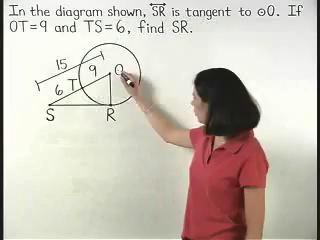 In the diagram shown, SR is tangent to ⊙O. If
OT=9 and TS=6, find SR.
15
9
O
6
T
S
R